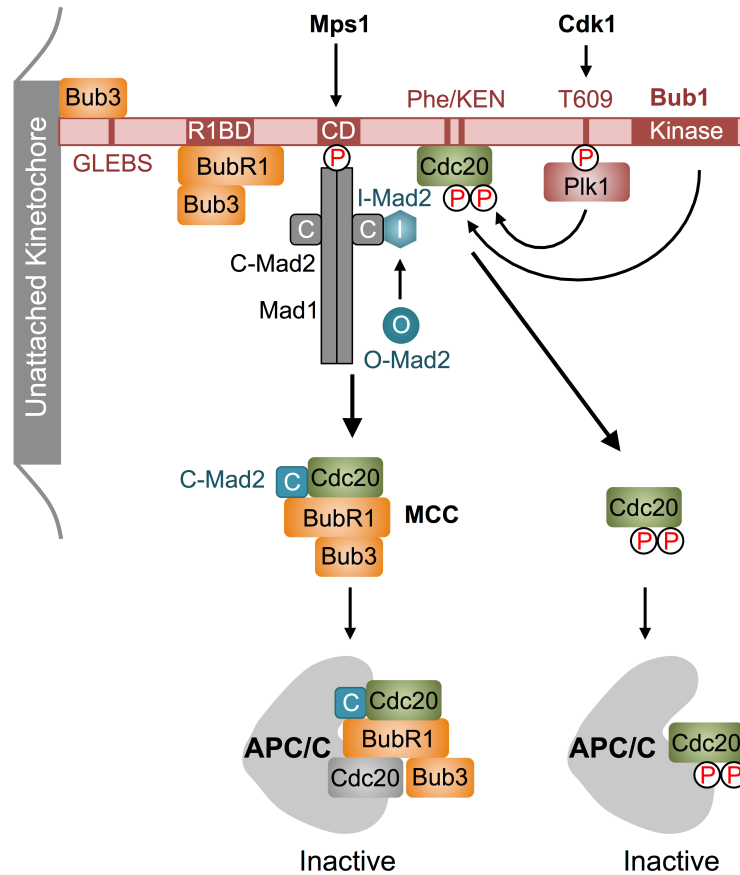 Mps1
Cdk1
Bub3
Phe/KEN
T609
Bub1
R1BD
CD
Kinase
GLEBS
BubR1
P
Cdc20
P
Bub3
I-Mad2
P P
Plk1
C
C
I
C-Mad2
Mad1
O
O-Mad2
Unattached Kinetochore
C-Mad2
C
Cdc20
BubR1
MCC
Bub3
Cdc20
P P
C
Cdc20
APC/C
BubR1
Cdc20
Bub3
Inactive
APC/C
Cdc20
P P
Inactive